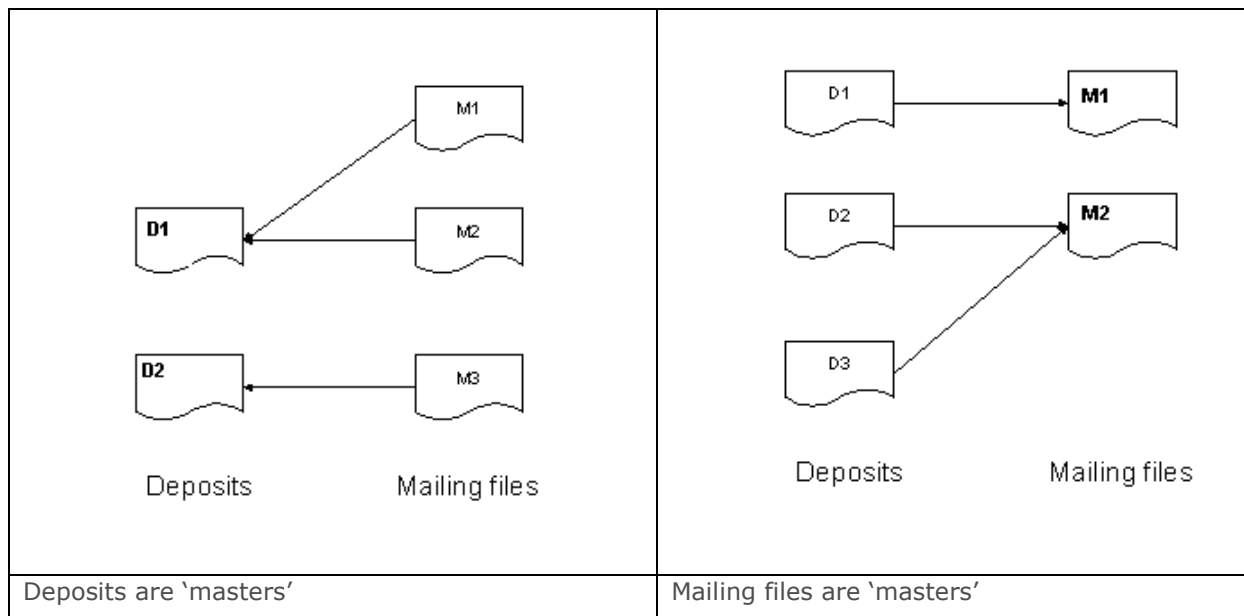 M1
D1
M2
D2
M3
Deposits Mailing files
Deposits are ‘masters’
D1 M1
D2 M2
D3
Deposits Mailing files
Mailing files are ‘masters’